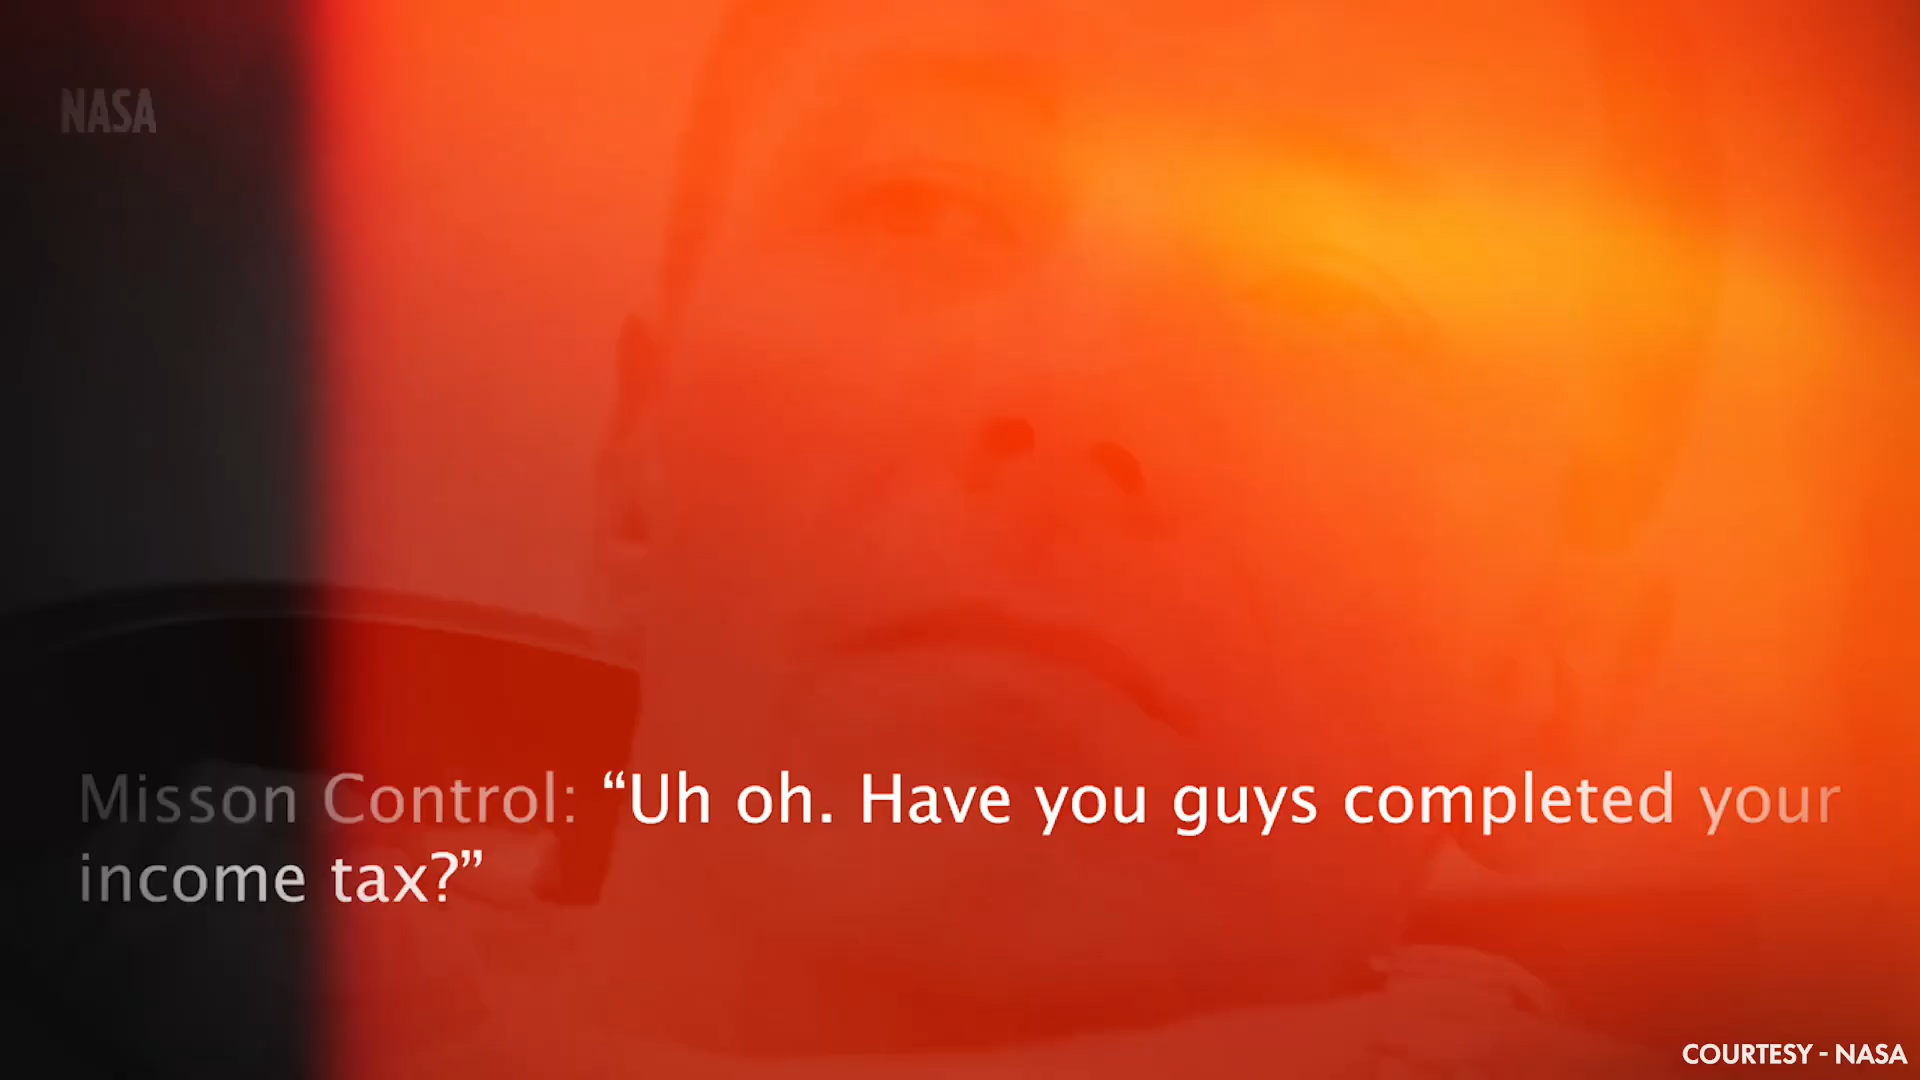 NASA
Misson Control: “Uh oh. Have you guys completed your
income tax?”
COURTESY - NASA